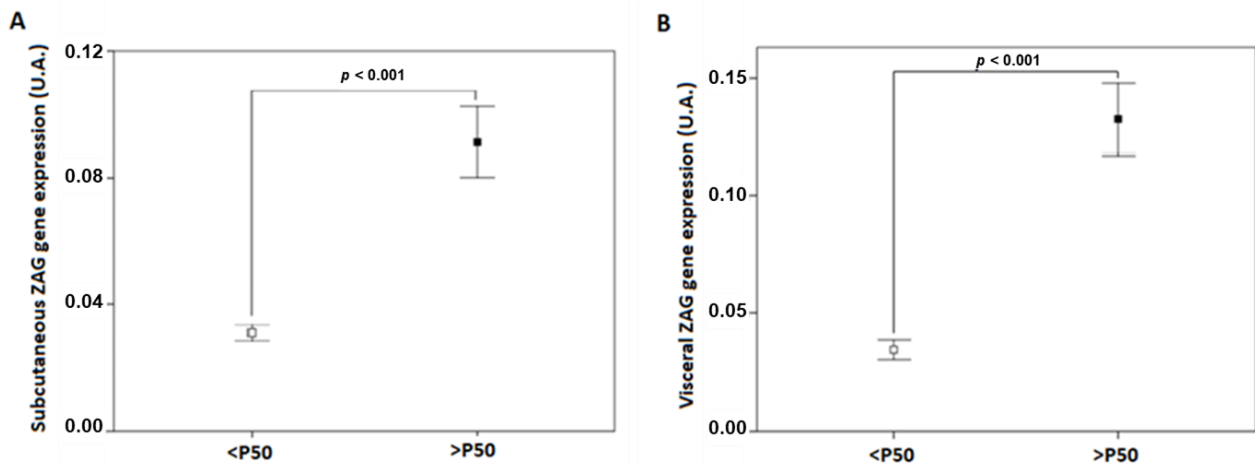 A
Subcutaneous ZAG gene expression (U.A.)
0.12
0.08
0.04
0.00
p < 0.001
<P50
>P50
B
Visceral ZAG gene expression (U.A.)
0.15
0.10
0.05
0.00
p < 0.001
<P50
>P50